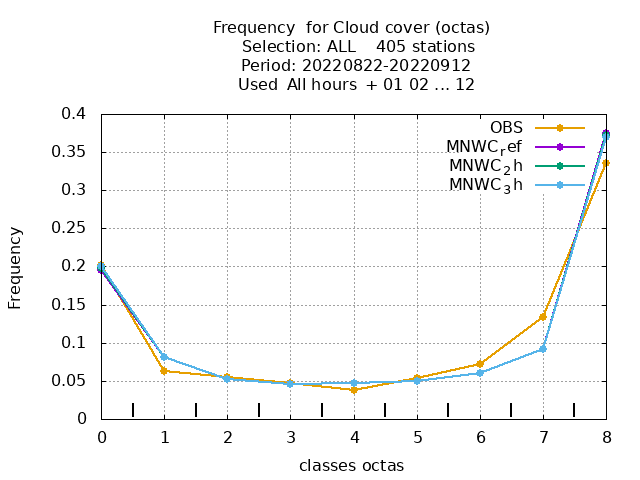 Frequency  for Cloud cover (octas)
Selection: ALL    405 stations
Period: 20220822-20220912
Used  All hours  + 01 02 ... 12
0.4
0.35
0.3
0.25
0.2
0.15
0.1
0.05
0
Frequency
OBS
MNWC_ref
MNWC_2h
MNWC_3h
0 1 2 3 4 5 6 7 8
classes octas